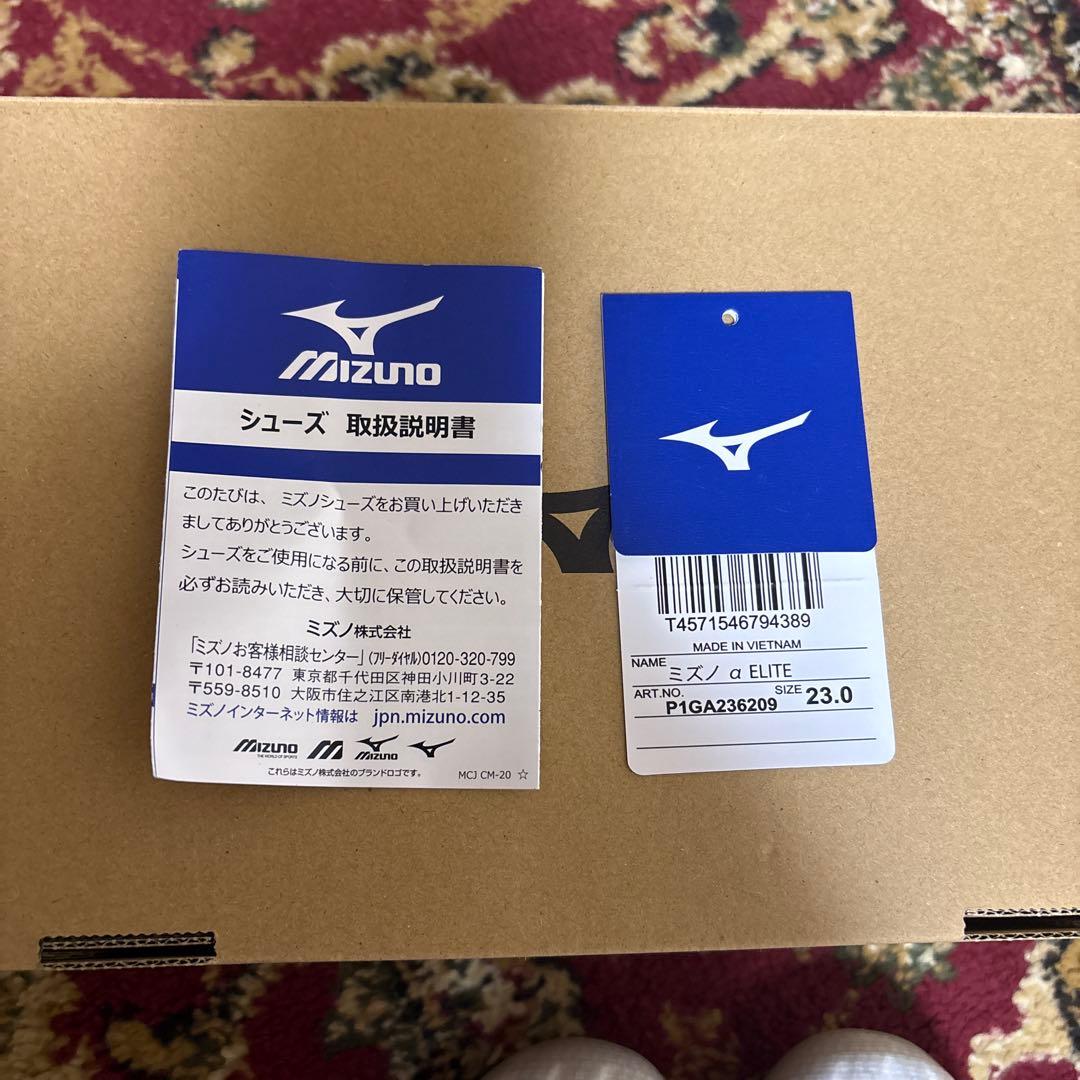 MIZUNO
シューズ 取扱説明書
このたびは、ミズノシューズをお買い上げいただき
ましてありがとうございます。
シューズをご使用になる前に、この取扱説明書を
必ずお読みいただき、大切に保管してください。
ミズノ株式会社
「ミズノお客様相談センター」(フリーダイヤル)0120-320-799
〒101-8477 東京都千代田区神田小川町3-22
〒559-8510 大阪市住之江区南港北1-12-35
ミズノインターネット情報は jpn.mizuno.com
MIZUNO
THE WORLD OF SPORTS
MIZUNO
これらはミズノ株式会社のブランドロゴです。
MCJ CM-20 ☆
T4571546794389
MADE IN VIETNAM
NAME ミズノ α ELITE
ART.NO. P1GA236209 SIZE 23.0